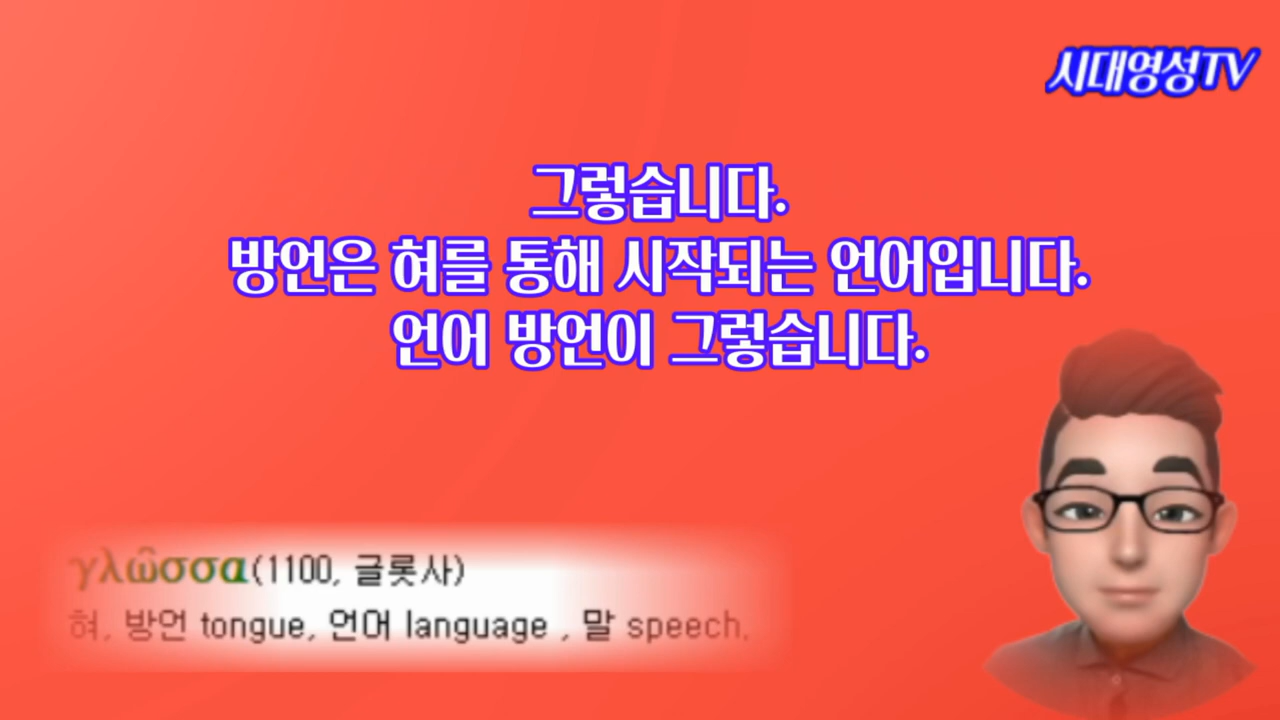 시대영성TV
그렇습니다.
방언은 혀를 통해 시작되는 언어입니다.
언어 방언이 그렇습니다.
γλῶσσα(1100, 글롯사)
혀, 방언 tongue, 언어 language , 말 speech.